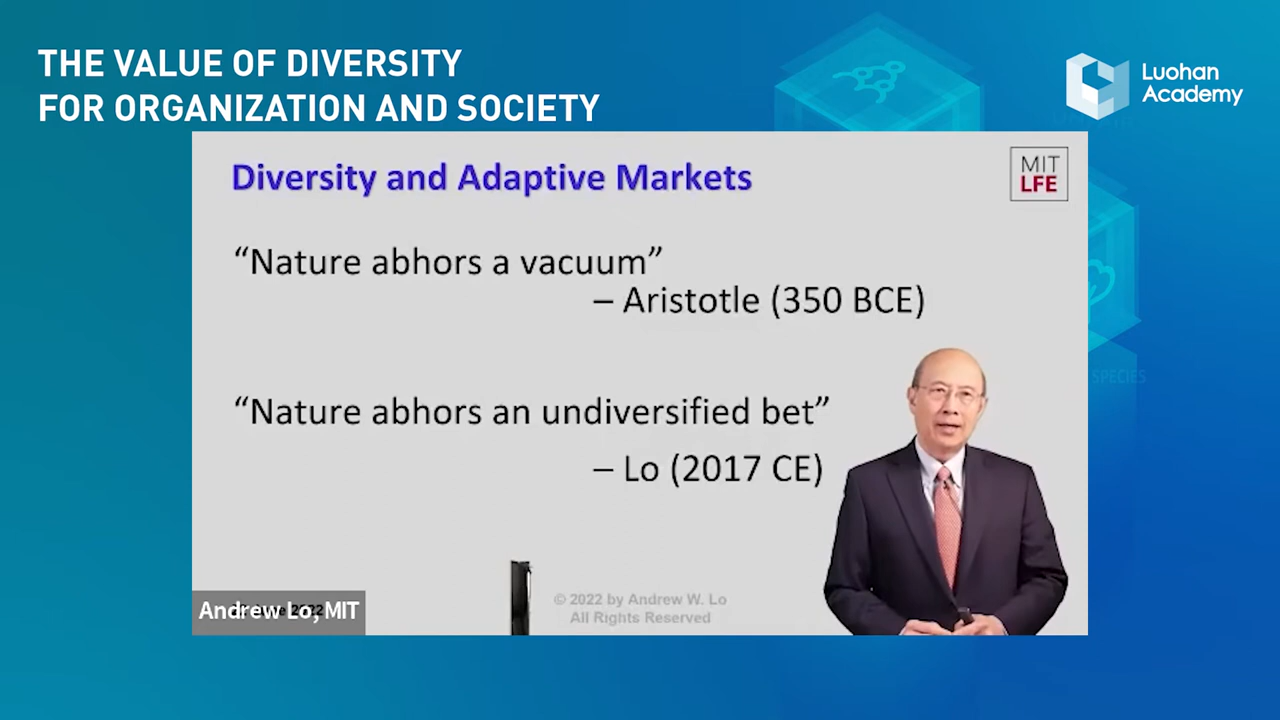 THE VALUE OF DIVERSITY
FOR ORGANIZATION AND SOCIETY
Luohan
Academy
Diversity and Adaptive Markets
MIT
LFE
“Nature abhors a vacuum”
– Aristotle (350 BCE)
SPECIES
“Nature abhors an undiversified bet”
– Lo (2017 CE)
Andrew Lo, MIT
© 2022 by Andrew W. Lo
All Rights Reserved